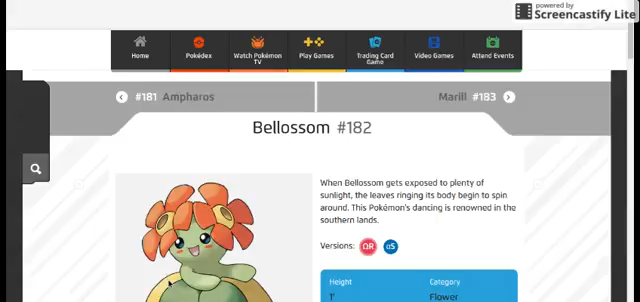 powered by
Screencastify Lite
Home
Pokédex
Watch Pokémon
TV
Play Games
Trading Card
Game
Video Games
Attend Events
#181 Ampharos
Marill #183
Bellossom #182
When Bellossom gets exposed to plenty of
sunlight, the leaves ringing its body begin to spin
around. This Pokémon's dancing is renowned in the
southern lands.
Versions: ΩR αS
Height
Category
1'
Flower